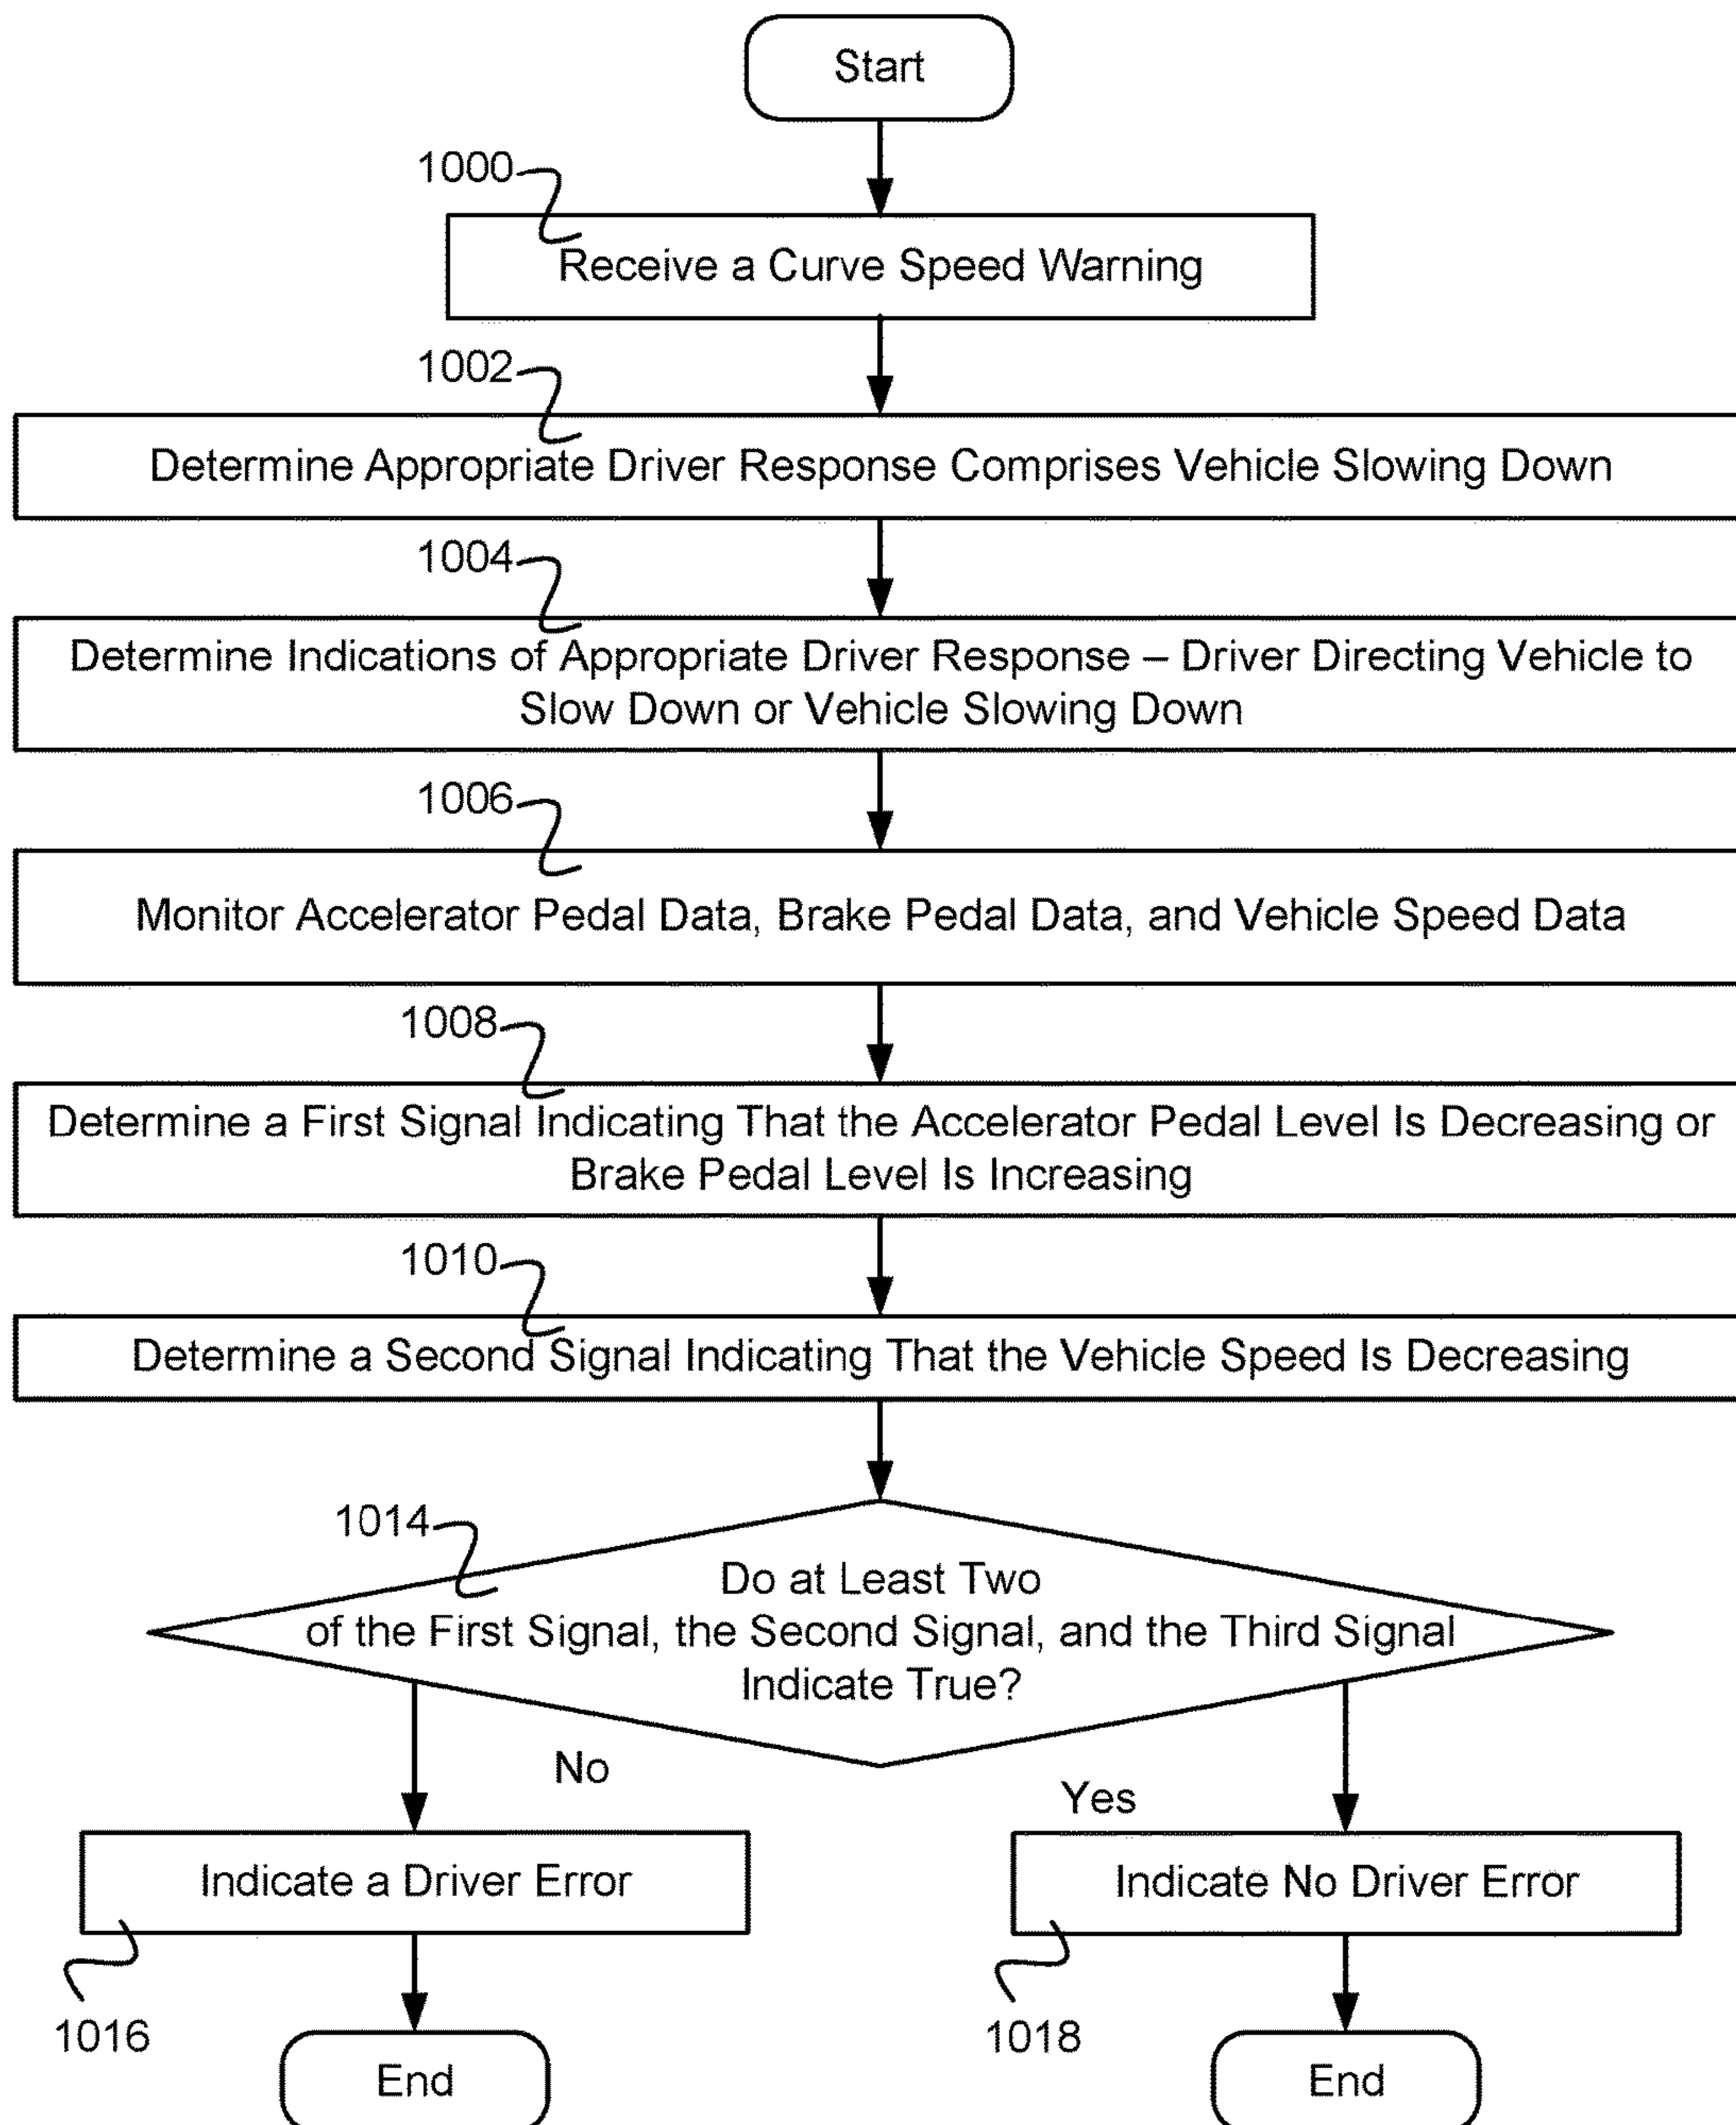 Start
1000
Receive a Curve Speed Warning
1002
Determine Appropriate Driver Response Comprises Vehicle Slowing Down
1004
Determine Indications of Appropriate Driver Response – Driver Directing Vehicle to
Slow Down or Vehicle Slowing Down
1006
Monitor Accelerator Pedal Data, Brake Pedal Data, and Vehicle Speed Data
1008
Determine a First Signal Indicating That the Accelerator Pedal Level Is Decreasing or
Brake Pedal Level Is Increasing
1010
Determine a Second Signal Indicating That the Vehicle Speed Is Decreasing
1014
Do at Least Two
of the First Signal, the Second Signal, and the Third Signal
Indicate True?
No
Yes
Indicate a Driver Error
Indicate No Driver Error
1016
1018
End
End